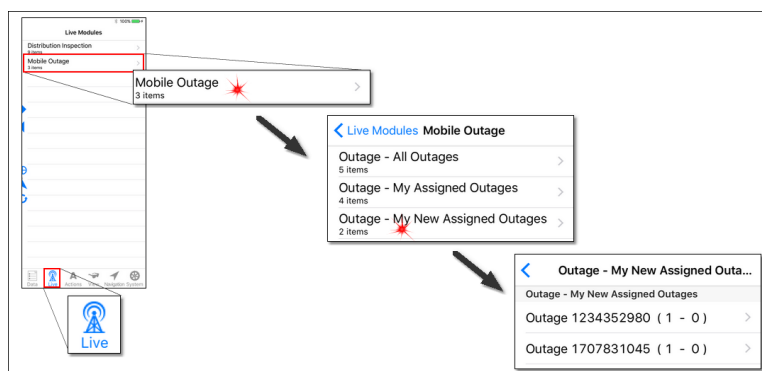 100%
Live Modules
Distribution Inspection
9 items
Mobile Outage
3 items
Mobile Outage
3 items
Live Modules Mobile Outage
Outage - All Outages
5 items
Outage - My Assigned Outages
4 items
Outage - My New Assigned Outages
2 items
Outage - My New Assigned Outa...
Outage - My New Assigned Outages
Outage 1234352980 ( 1 - 0 )
Outage 1707831045 ( 1 - 0 )
Data Live Actions View Navigation System
Live